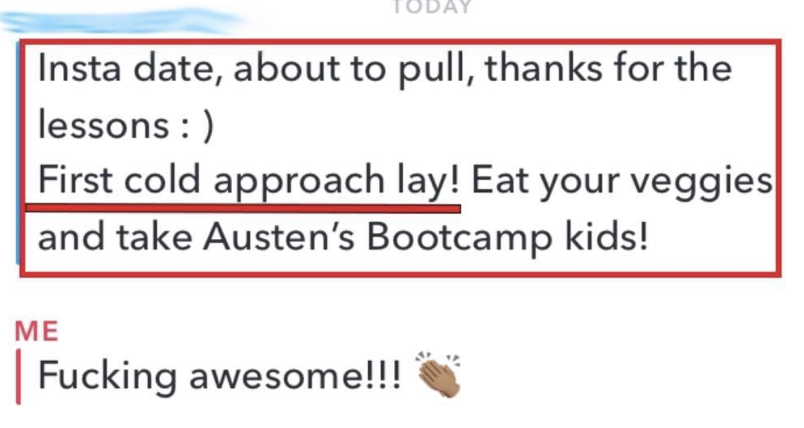 TODAY
Insta date, about to pull, thanks for the
lessons : )
First cold approach lay! Eat your veggies
and take Austen's Bootcamp kids!
ME
Fucking awesome!!! 👏🏽